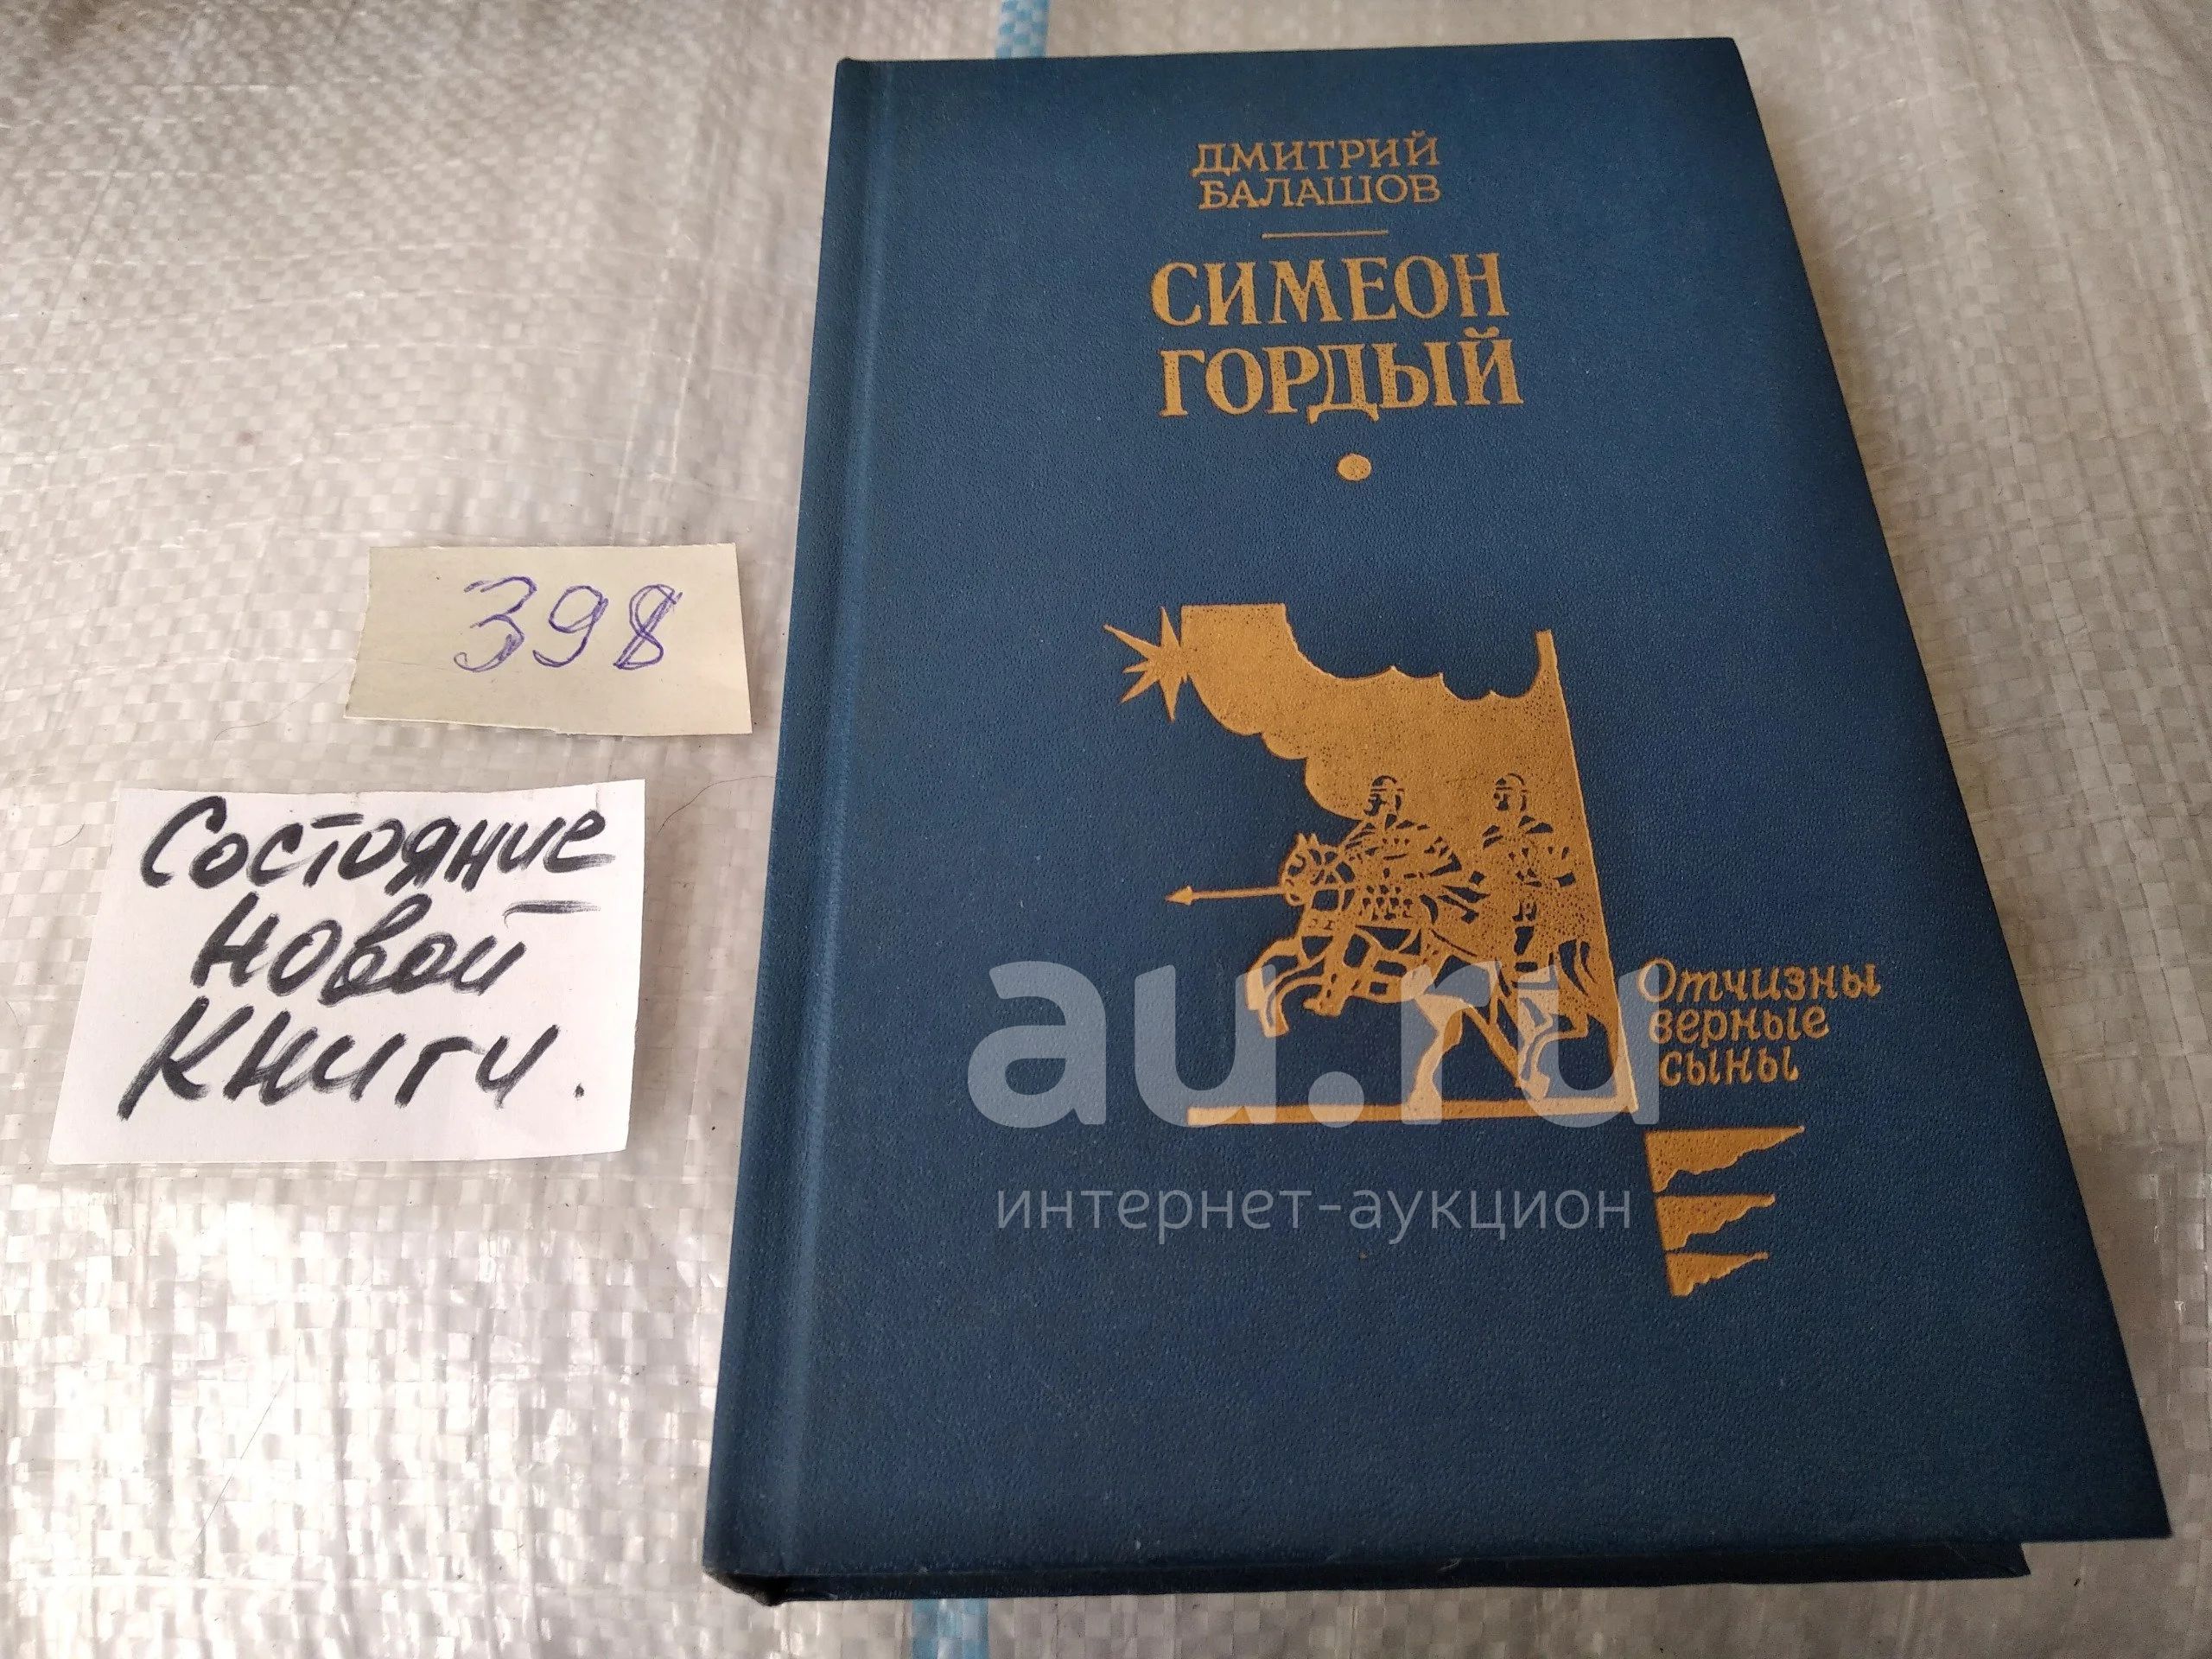 ДМИТРИЙ
БАЛАШОВ
СИМЕОН
ГОРДЫЙ
398
Состояние
новой
книги.
Отчизны
верные
сыны
au.ru
интернет-аукцион